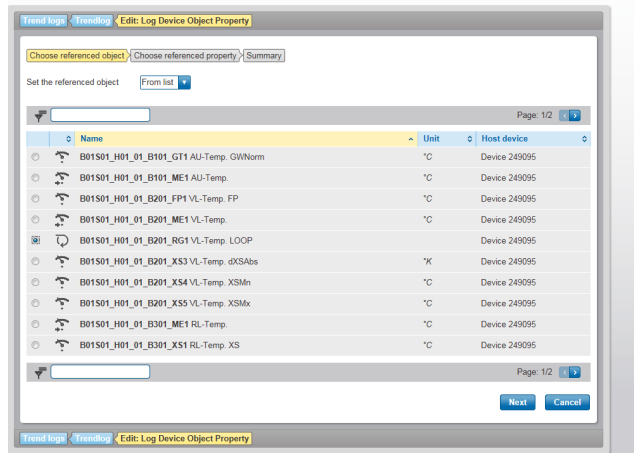 Trend logs Trendlog Edit: Log Device Object Property
Choose referenced object Choose referenced property Summary
Set the referenced object From list
Page: 1/2
Name Unit Host device
B01S01_H01_01_B101_GT1 AU-Temp. GWNorm °C Device 249095
B01S01_H01_01_B101_ME1 AU-Temp. °C Device 249095
B01S01_H01_01_B201_FP1 VL-Temp. FP °C Device 249095
B01S01_H01_01_B201_ME1 VL-Temp. °C Device 249095
B01S01_H01_01_B201_RG1 VL-Temp. LOOP Device 249095
B01S01_H01_01_B201_XS3 VL-Temp. dXSAbs °K Device 249095
B01S01_H01_01_B201_XS4 VL-Temp. XSMn °C Device 249095
B01S01_H01_01_B201_XS5 VL-Temp. XSMx °C Device 249095
B01S01_H01_01_B301_ME1 RL-Temp. °C Device 249095
B01S01_H01_01_B301_XS1 RL-Temp. XS °C Device 249095
Page: 1/2
Next Cancel
Trend logs Trendlog Edit: Log Device Object Property